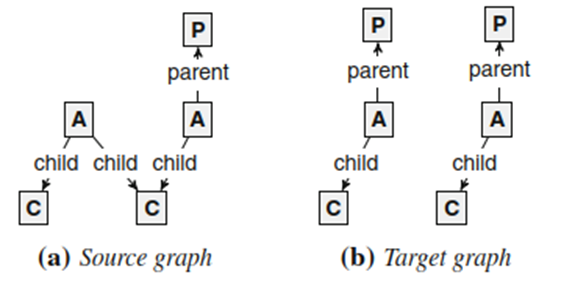 P P P
parent parent parent
A A A A
child child child child child
C C C C
(a) Source graph (b) Target graph